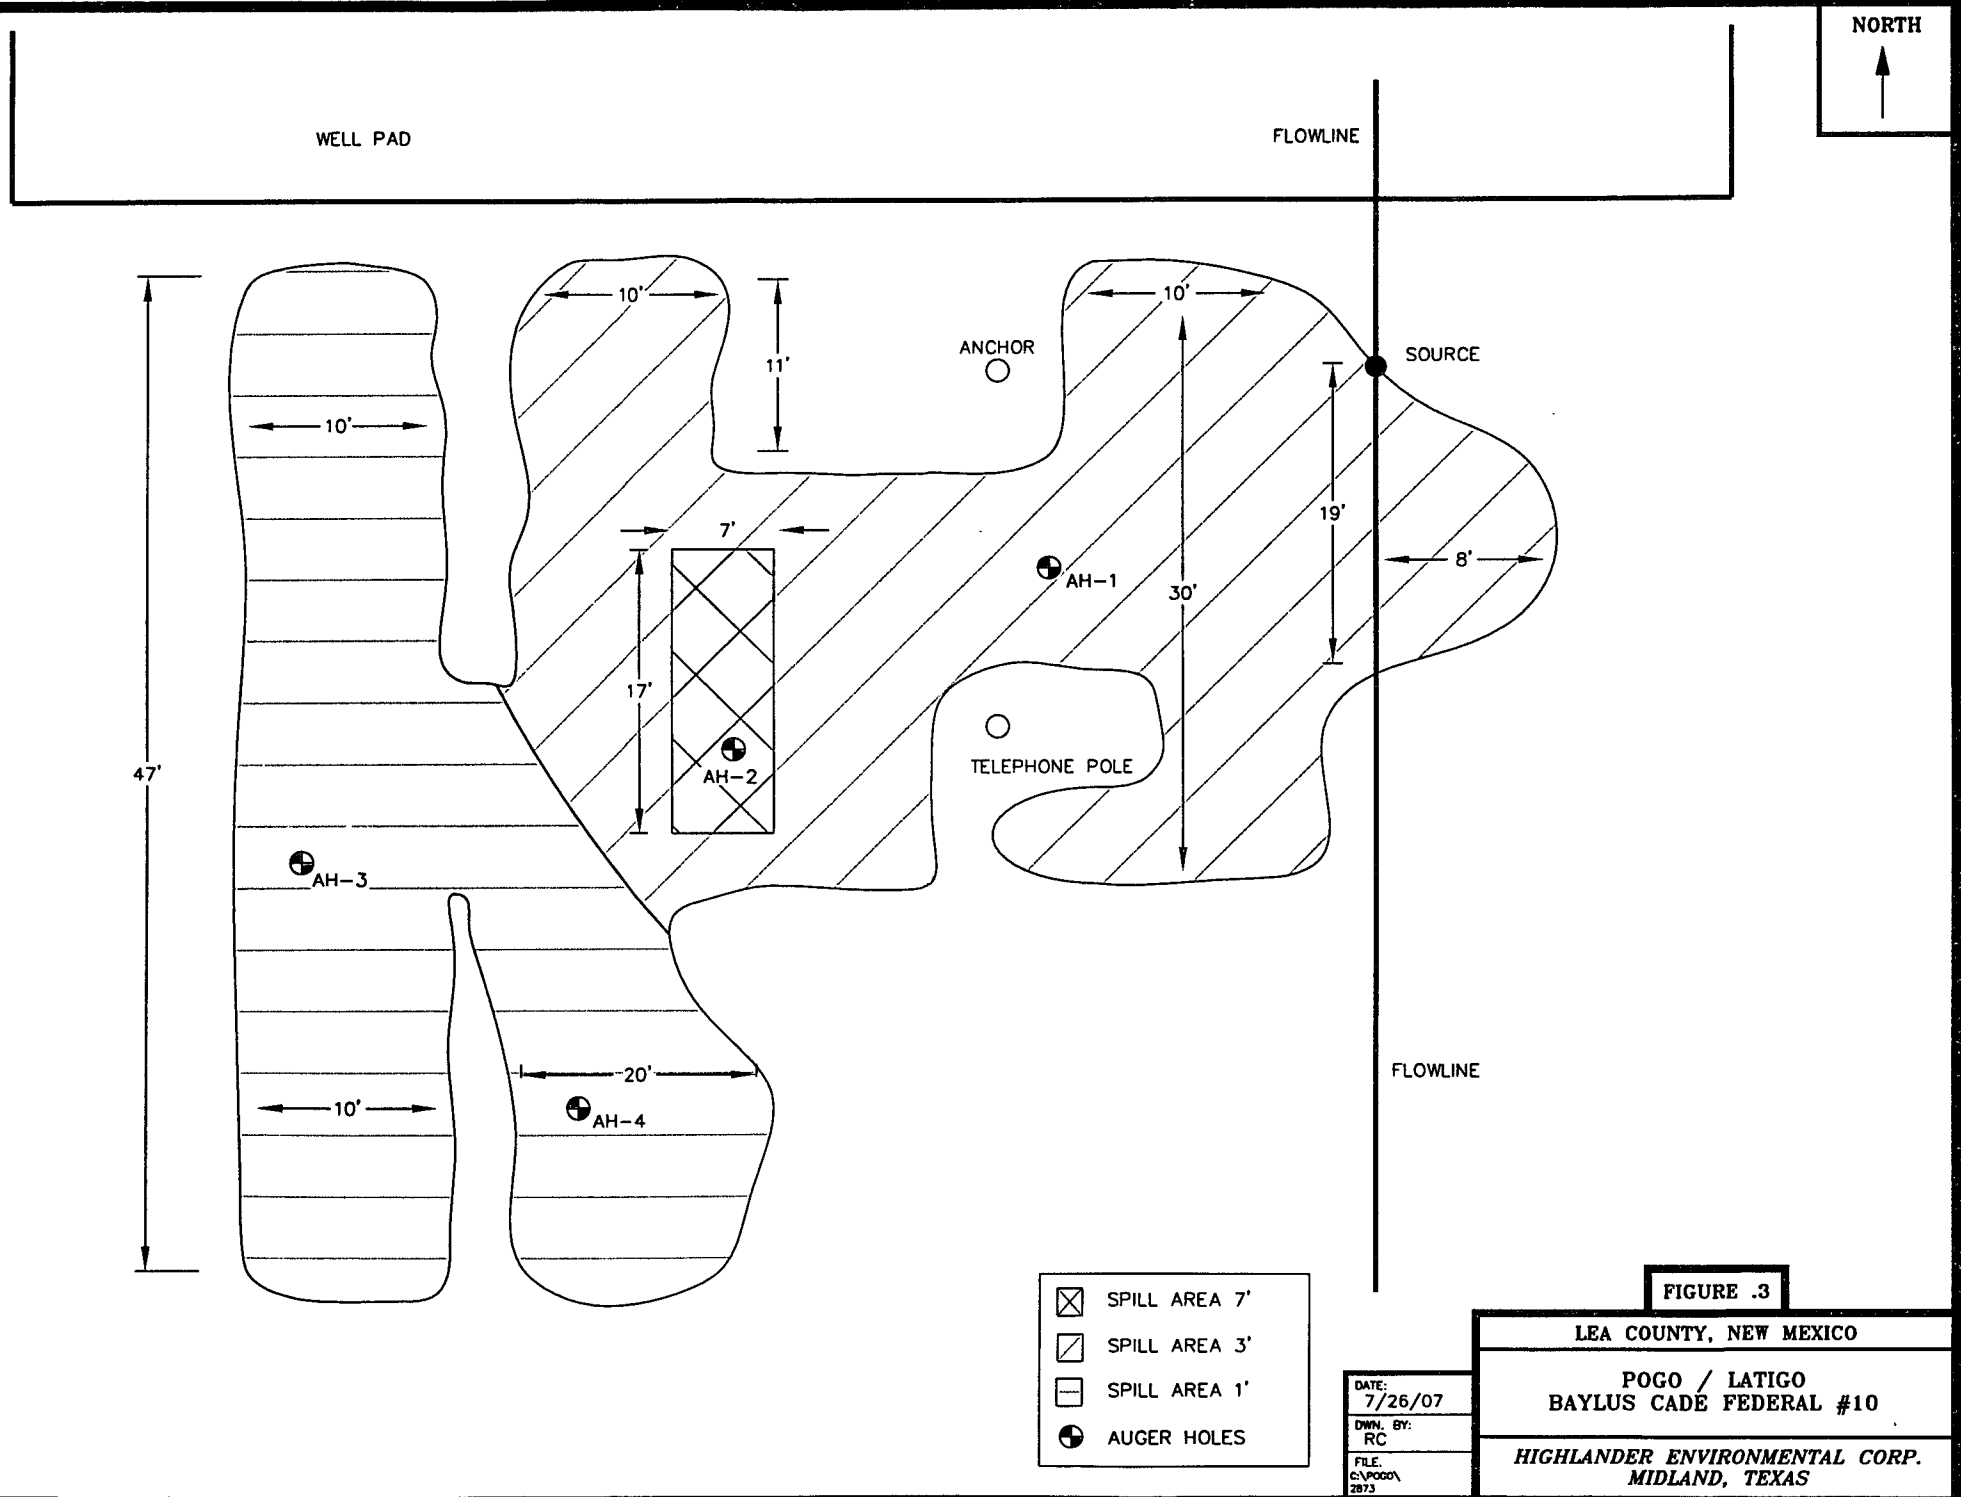 NORTH
WELL PAD
FLOWLINE
10'
10'
ANCHOR
11'
SOURCE
10'
19'
7'
8'
AH-1
30'
17'
47'
AH-2
TELEPHONE POLE
AH-3
FLOWLINE
20'
10'
AH-4
SPILL AREA 7'
SPILL AREA 3'
SPILL AREA 1'
AUGER HOLES
FIGURE .3
LEA COUNTY, NEW MEXICO
POGO / LATIGO
BAYLUS CADE FEDERAL #10
HIGHLANDER ENVIRONMENTAL CORP.
MIDLAND, TEXAS
DATE:
7/26/07
DWN. BY:
RC
FILE.
C:\POGO\
2873